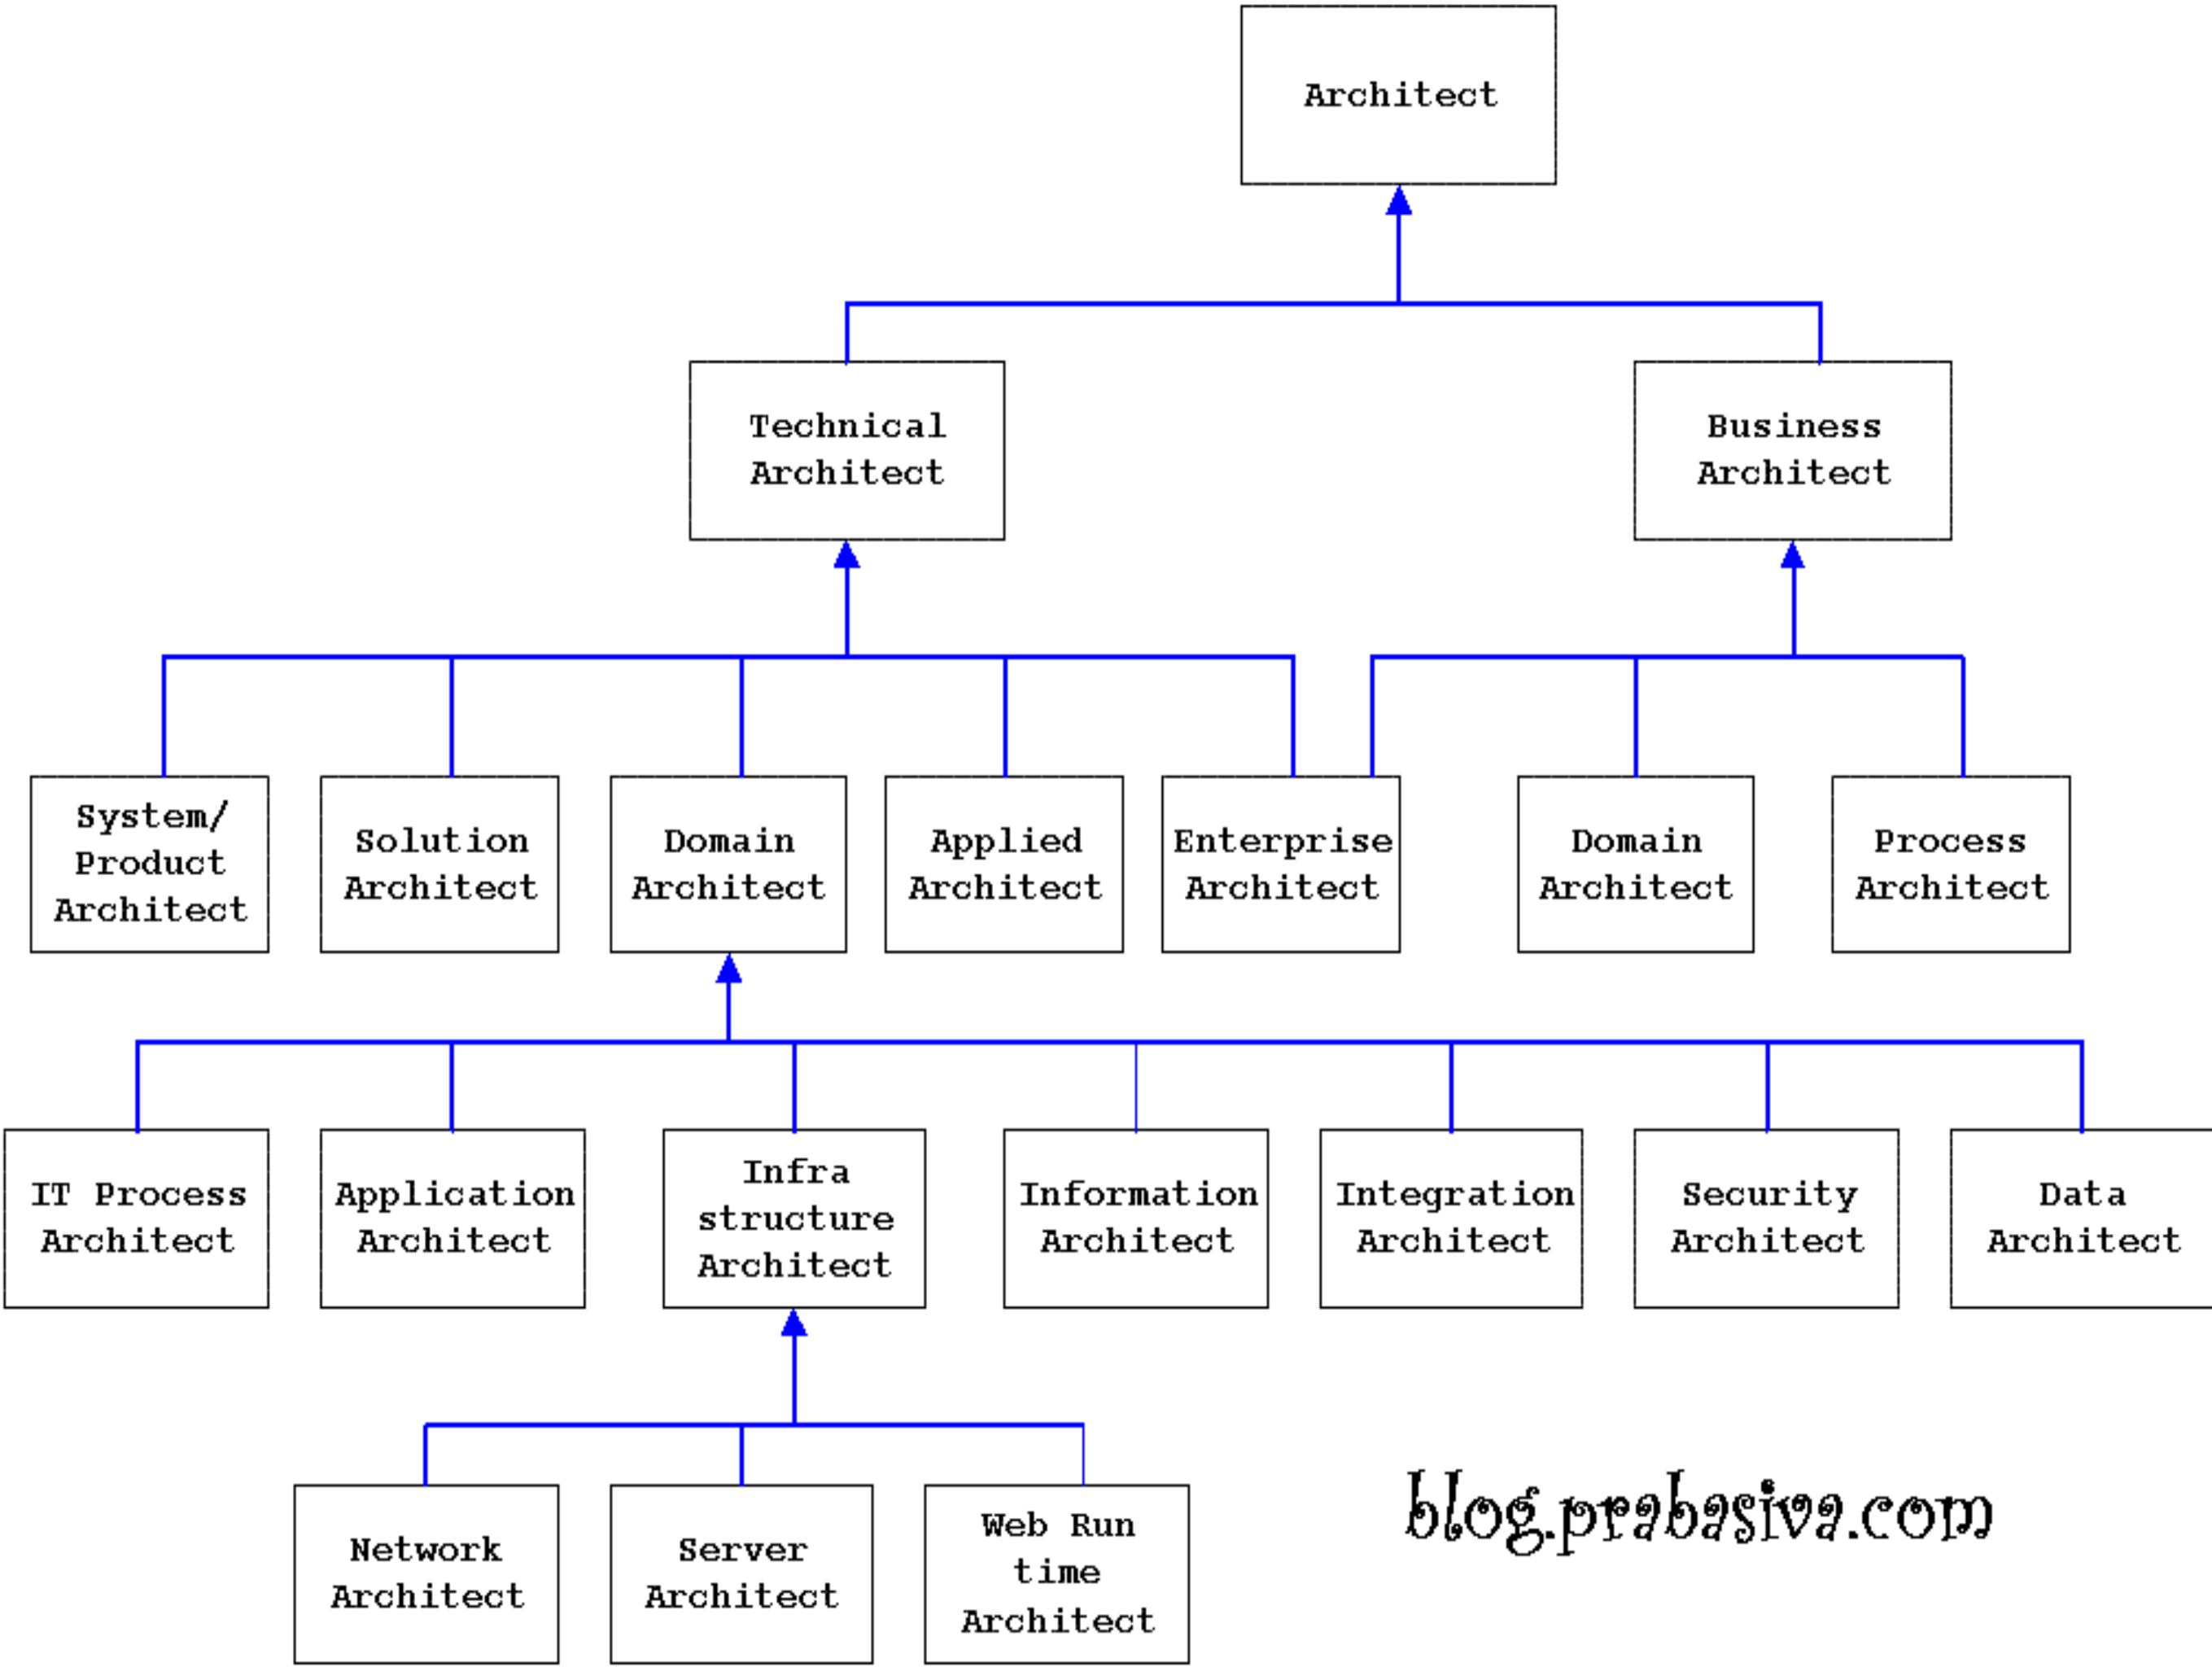 Architect
Technical
Architect
Business
Architect
System/
Product
Architect
Solution
Architect
Domain
Architect
Applied
Architect
Enterprise
Architect
Domain
Architect
Process
Architect
IT Process
Architect
Application
Architect
Infra
structure
Architect
Information
Architect
Integration
Architect
Security
Architect
Data
Architect
Network
Architect
Server
Architect
Web Run
time
Architect
blog.prabasiva.com